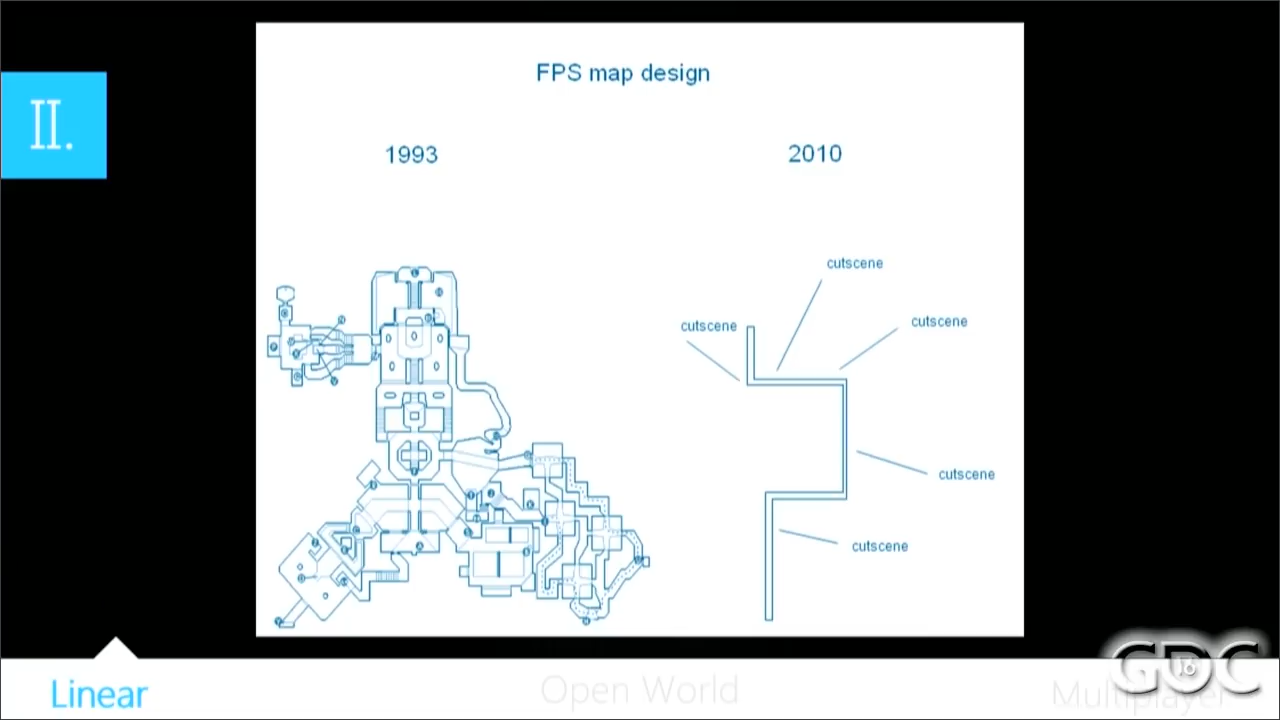 FPS map design
II.
1993
2010
cutscene
cutscene
cutscene
cutscene
cutscene
GDC
16
Linear
Open World
Multiplayer